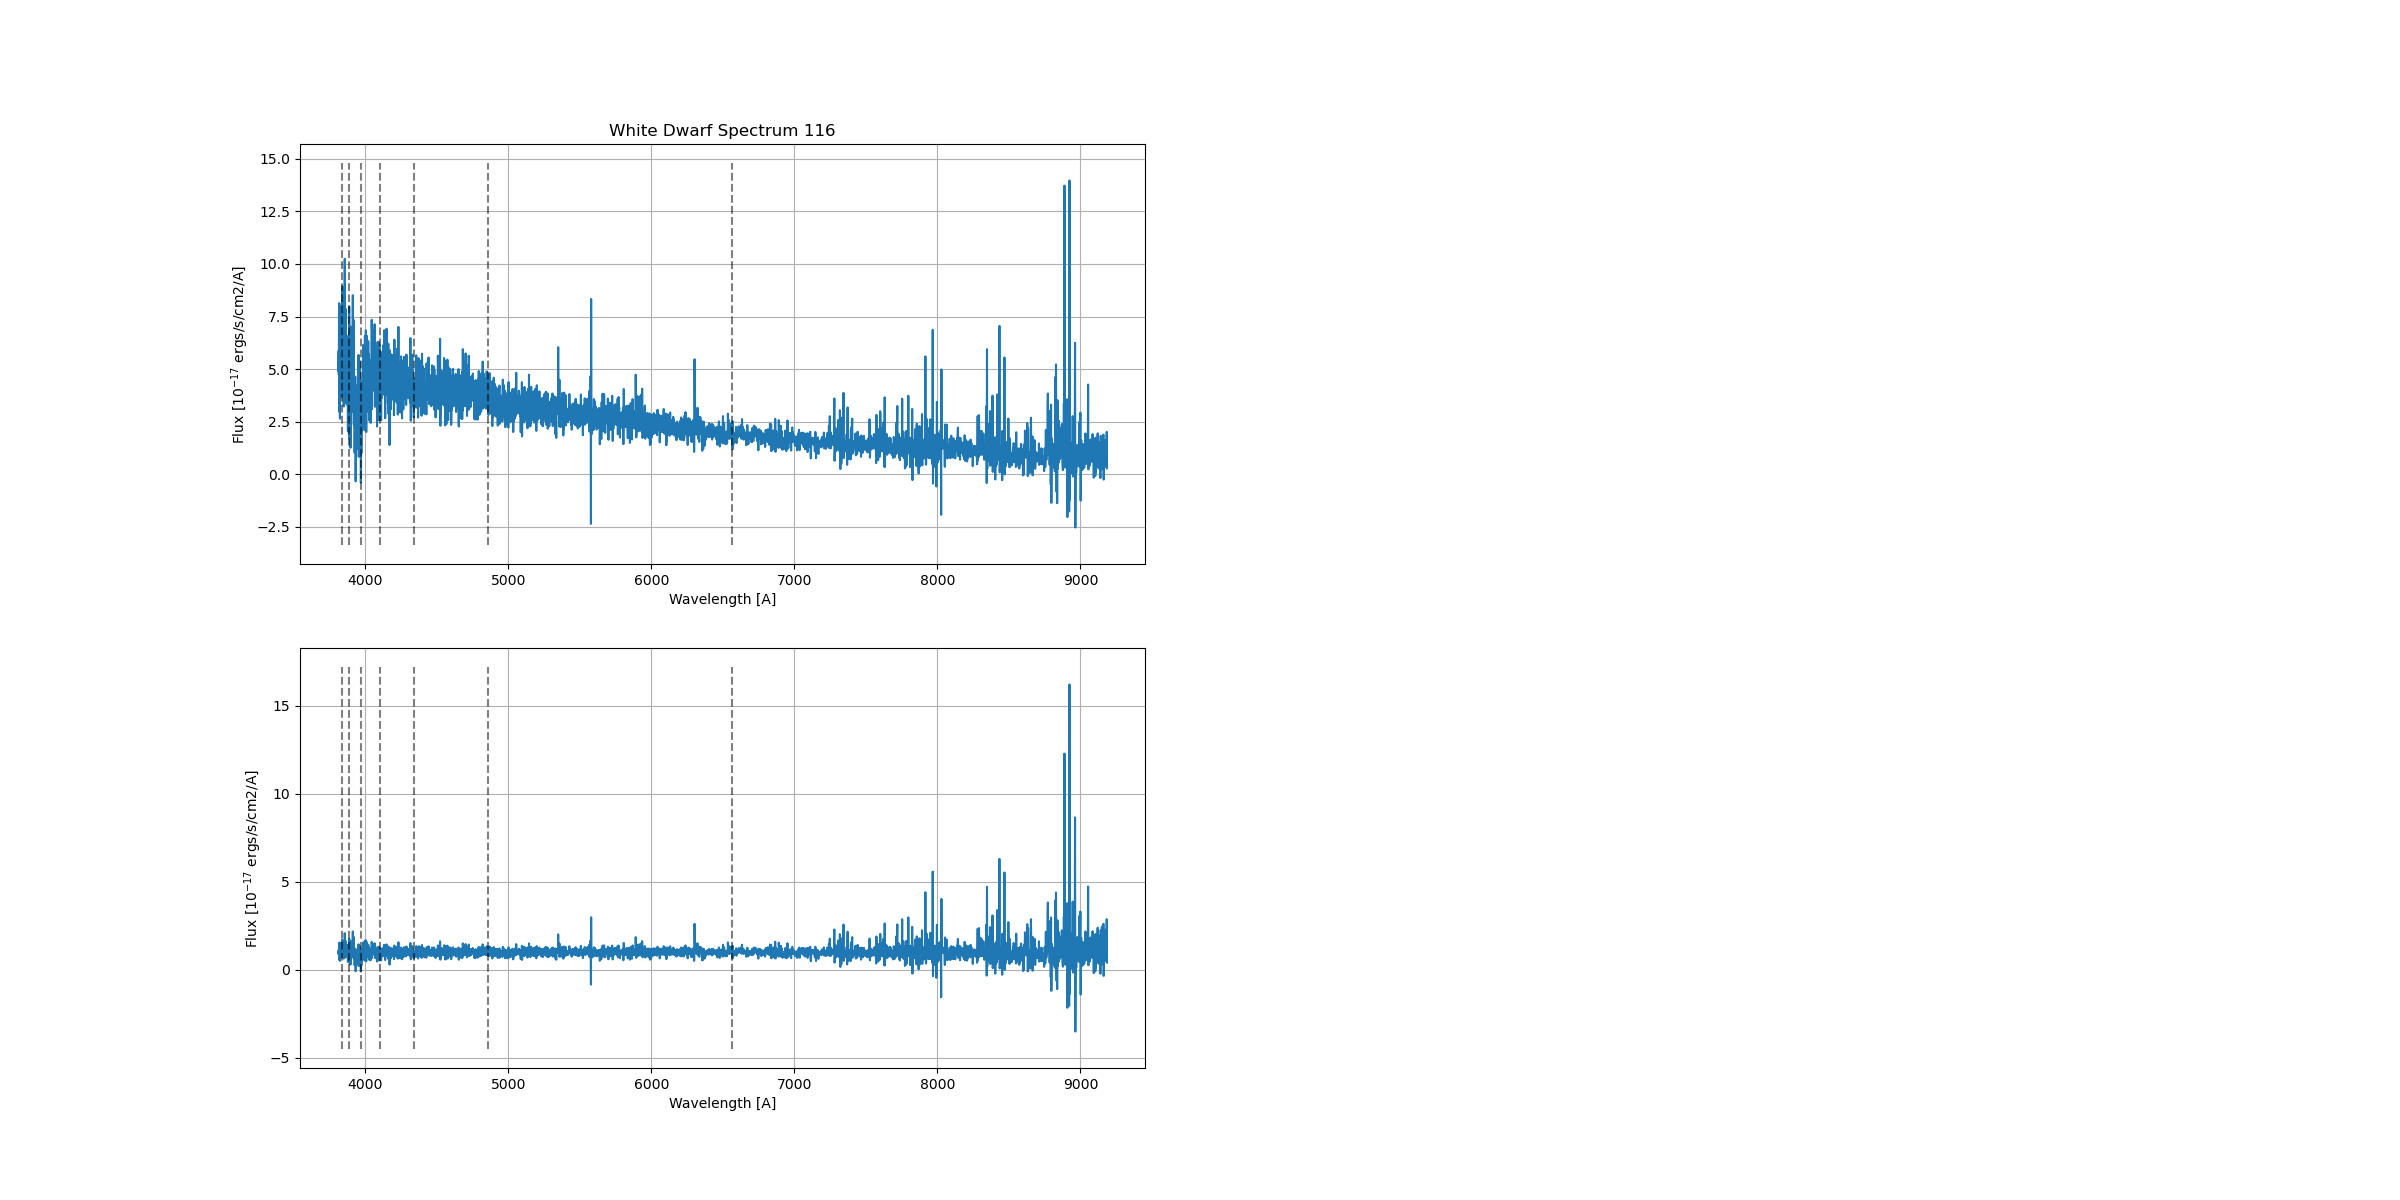 White Dwarf Spectrum 116
Flux [10⁻¹⁷ ergs/s/cm2/A]
15.0
12.5
10.0
7.5
5.0
2.5
0.0
−2.5
4000 5000 6000 7000 8000 9000
Wavelength [A]
Flux [10⁻¹⁷ ergs/s/cm2/A]
15
10
5
0
−5
4000 5000 6000 7000 8000 9000
Wavelength [A]